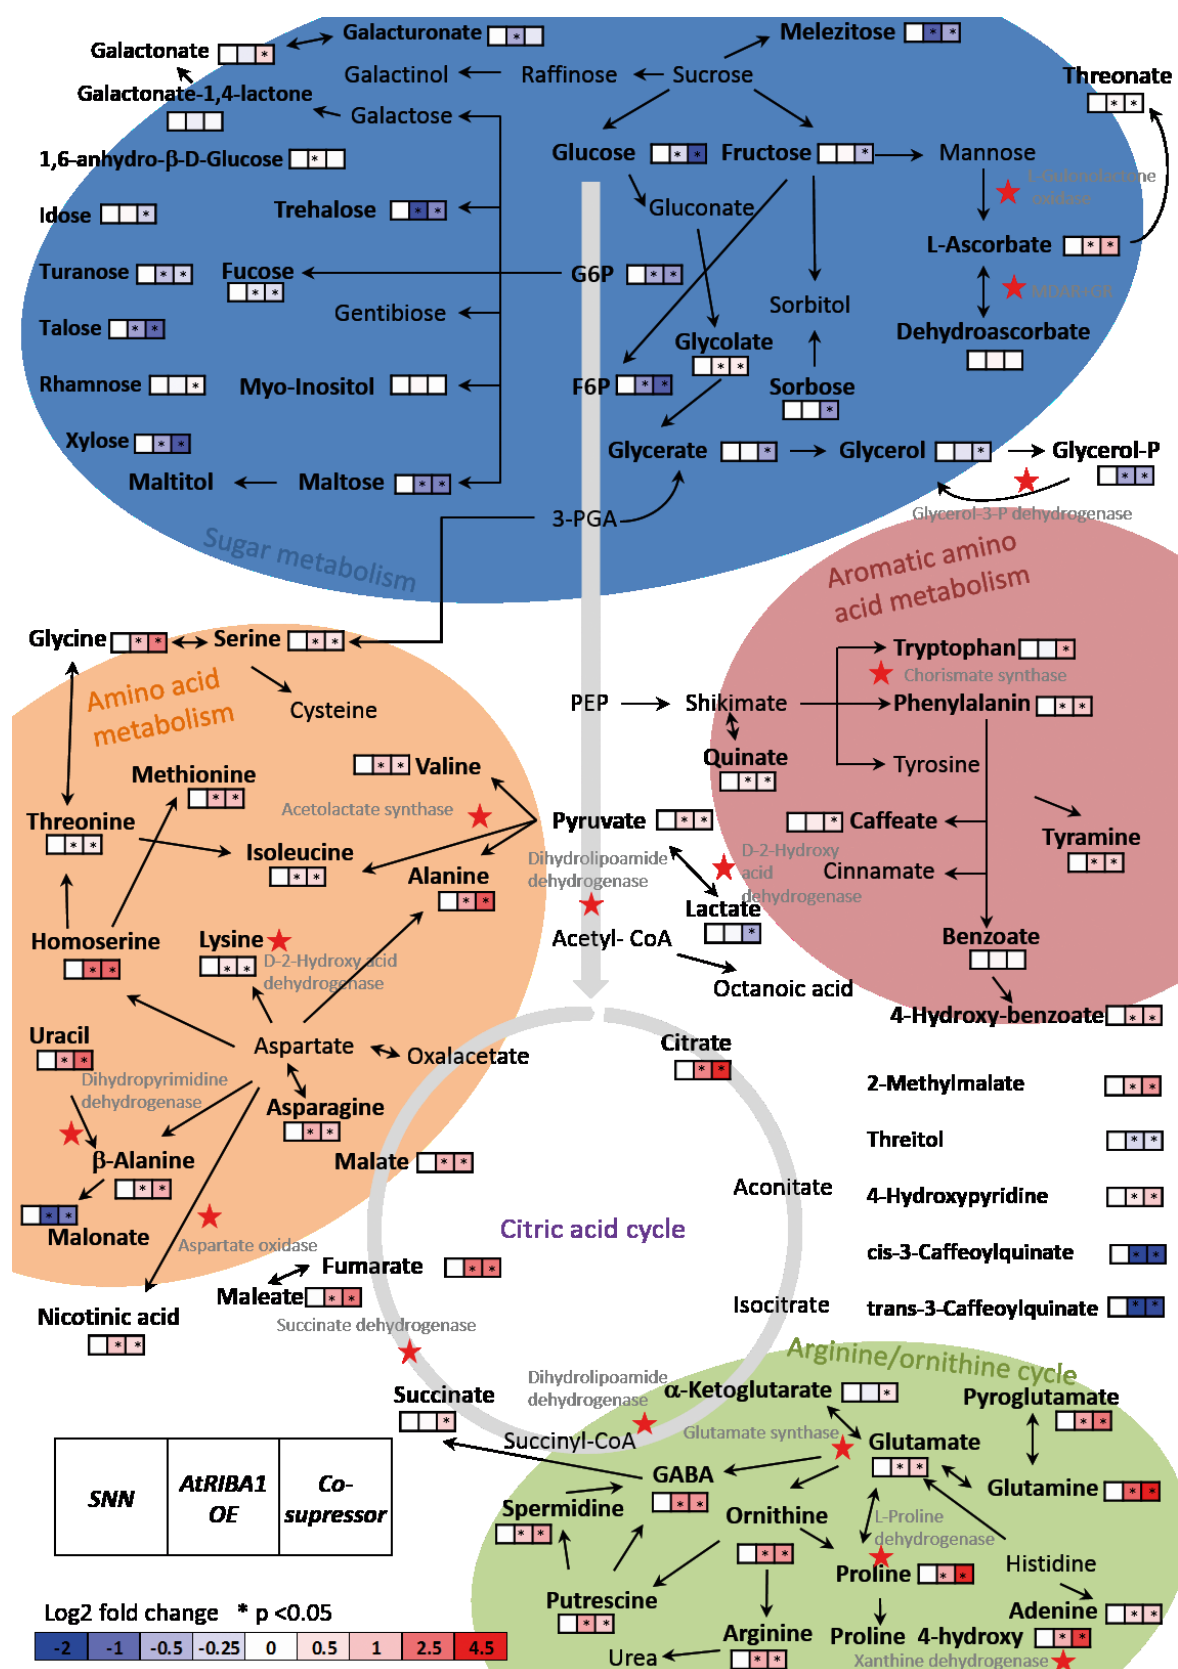 Galactonate
Galacturonate
Melezitose
Galactinol
Raffinose
Sucrose
Threonate
Galactonate-1,4-lactone
Galactose
1,6-anhydro-β-D-Glucose
Glucose
Fructose
Mannose
L-Gulonolactone
oxidase
Idose
Trehalose
Gluconate
L-Ascorbate
Turanose
Fucose
G6P
MDAR+GR
Gentibiose
Sorbitol
Talose
Glycolate
Dehydroascorbate
Rhamnose
Myo-Inositol
F6P
Sorbose
Xylose
Glycerate
Glycerol
Glycerol-P
Maltitol
Maltose
3-PGA
Glycerol-3-P dehydrogenase
Sugar metabolism
Aromatic amino
acid metabolism
Glycine
Serine
Tryptophan
Chorismate synthase
Amino acid
metabolism
Cysteine
PEP
Shikimate
Phenylalanin
Quinate
Tyrosine
Methionine
Valine
Acetolactate synthase
Threonine
Isoleucine
Pyruvate
Caffeate
Tyramine
Dihydrolipoamide
dehydrogenase
D-2-Hydroxy
acid
dehydrogenase
Alanine
Cinnamate
Lactate
Homoserine
Lysine
D-2-Hydroxy acid
dehydrogenase
Acetyl- CoA
Benzoate
Octanoic acid
4-Hydroxy-benzoate
Uracil
Aspartate
Oxalacetate
Citrate
Dihydropyrimidine
dehydrogenase
2-Methylmalate
Asparagine
Threitol
β-Alanine
Malate
Aconitate
4-Hydroxypyridine
Malonate
Aspartate oxidase
Citric acid cycle
cis-3-Caffeoylquinate
Fumarate
Maleate
Isocitrate
trans-3-Caffeoylquinate
Nicotinic acid
Succinate dehydrogenase
Arginine/ornithine cycle
Succinate
Dihydrolipoamide
dehydrogenase
α-Ketoglutarate
Pyroglutamate
Succinyl-CoA
Glutamate synthase
Glutamate
GABA
Glutamine
SNN
AtRIBA1
OE
Co-
supressor
Spermidine
Ornithine
L-Proline
dehydrogenase
Histidine
Proline
Putrescine
Adenine
Log2 fold change * p <0.05
Arginine
Proline 4-hydroxy
Urea
Xanthine dehydrogenase
-2 -1 -0.5 -0.25 0 0.5 1 2.5 4.5